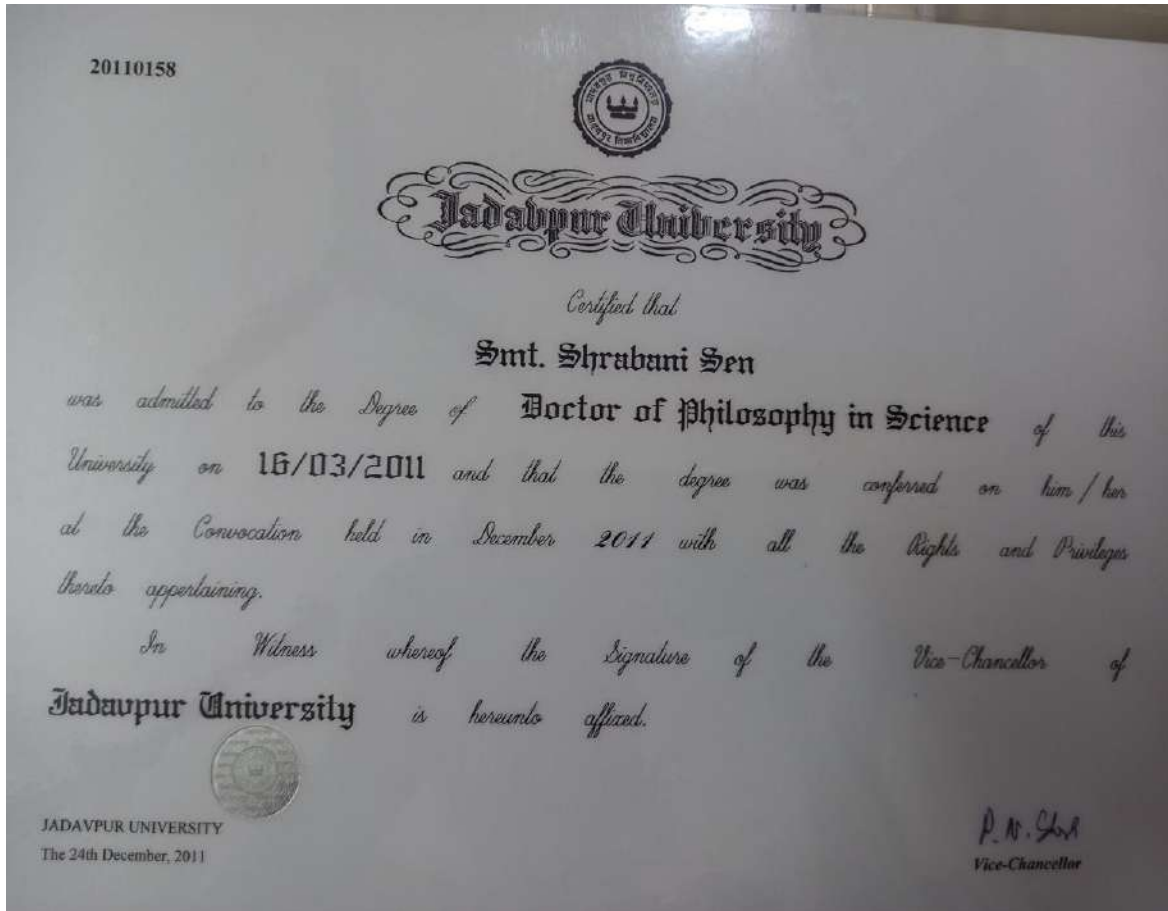 20110158
যাদবপুর বিশ্ববিদ্যালয়
Jadavpur University
Certified that
Smt. Shrabani Sen
was admitted to the Degree of Doctor of Philosophy in Science of this
University on 16/03/2011 and that the degree was conferred on him / her
at the Convocation held in December 2011 with all the Rights and Privileges
thereto appertaining.
In Witness whereof the Signature of the Vice-Chancellor of
Jadavpur University is hereunto affixed.
JADAVPUR UNIVERSITY
The 24th December, 2011
Vice-Chancellor